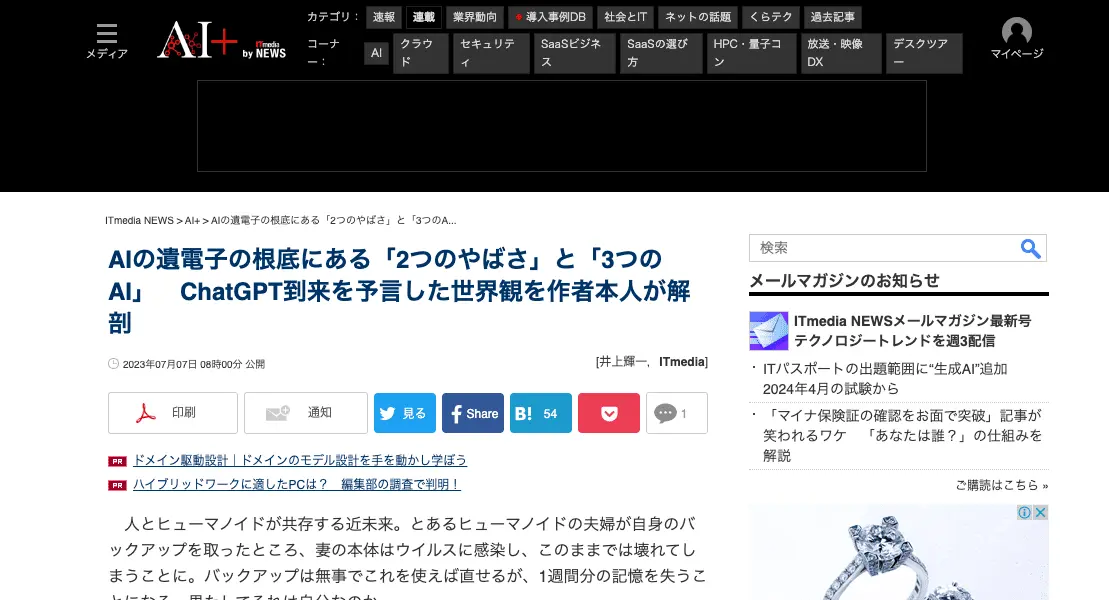 メディア
AI+ by ITmedia NEWS
カテゴリ： 速報 連載 業界動向 導入事例DB 社会とIT ネットの話題 くらテク 過去記事
コーナー： AI クラウド セキュリティ SaaSビジネス SaaSの選び方 HPC・量子コン 放送・映像DX デスクツアー
マイページ
ITmedia NEWS > AI+ > AIの遺電子の根底にある「2つのやばさ」と「3つのA...
AIの遺電子の根底にある「2つのやばさ」と「3つの
AI」　ChatGPT到来を予言した世界観を作者本人が解
剖
2023年07月07日 08時00分 公開
[井上輝一，ITmedia]
印刷 通知 見る Share B! 54 1
PR ドメイン駆動設計｜ドメインのモデル設計を手を動かし学ぼう
PR ハイブリッドワークに適したPCは？　編集部の調査で判明！
　人とヒューマノイドが共存する近未来。とあるヒューマノイドの夫婦が自身のバ
ックアップを取ったところ、妻の本体はウイルスに感染し、このままでは壊れてし
まうことに。バックアップは無事でこれを使えば直せるが、1週間分の記憶を失うこ
検索
メールマガジンのお知らせ
ITmedia NEWSメールマガジン最新号
テクノロジートレンドを週3配信
・ITパスポートの出題範囲に“生成AI”追加
2024年4月の試験から
・「マイナ保険証の確認をお面で突破」記事が
笑われるワケ　「あなたは誰？」の仕組みを
解説
ご購読はこちら »